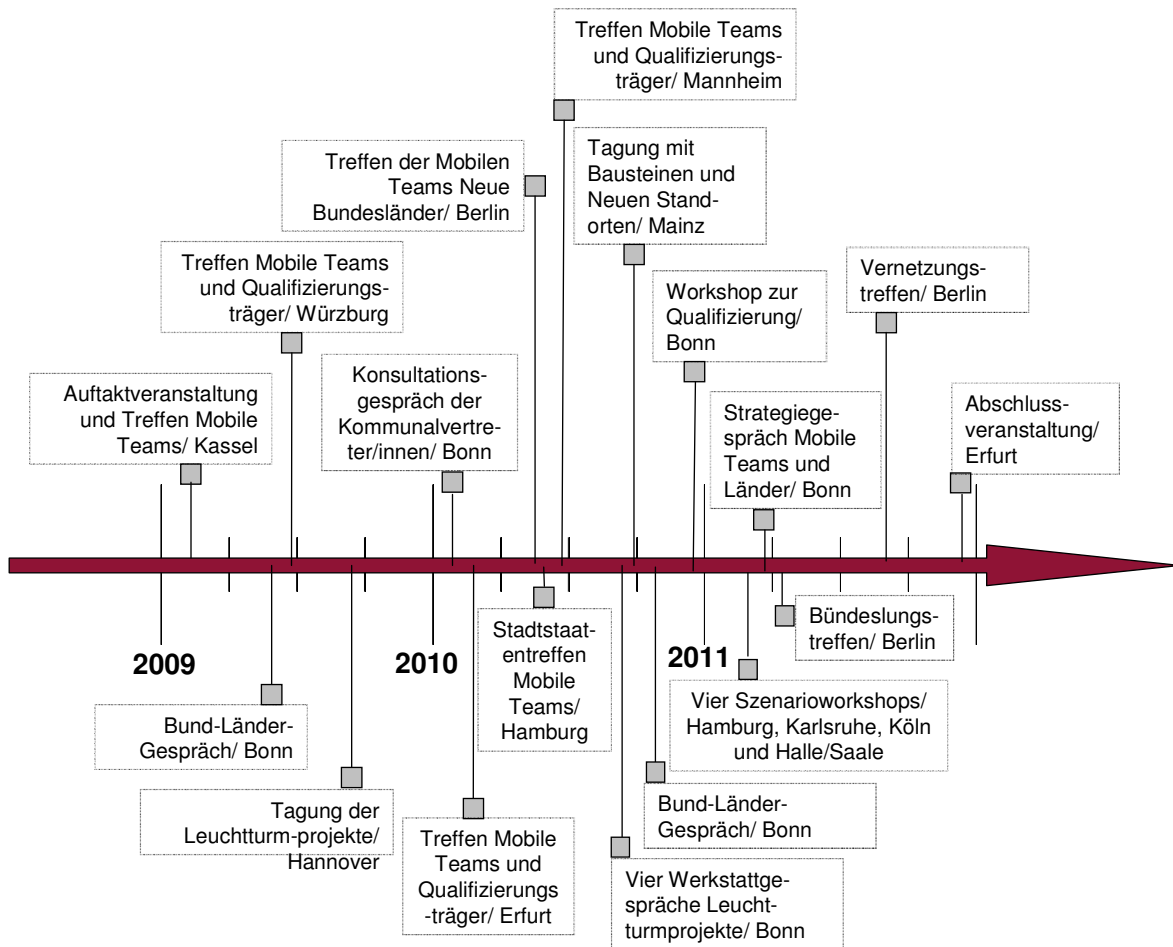 Treffen Mobile Teams
und Qualifizierungs-
träger/ Mannheim
Treffen der Mobilen
Teams Neue
Bundesländer/ Berlin
Tagung mit
Bausteinen und
Neuen Stand-
orten/ Mainz
Treffen Mobile Teams
und Qualifizierungs-
träger/ Würzburg
Workshop zur
Qualifizierung/
Bonn
Vernetzungs-
treffen/ Berlin
Auftaktveranstaltung
und Treffen Mobile
Teams/ Kassel
Konsultations-
gespräch der
Kommunalvertre-
ter/innen/ Bonn
Strategiege-
spräch Mobile
Teams und
Länder/ Bonn
Abschluss-
veranstaltung/
Erfurt
2009
2010
2011
Stadtstaat-
entreffen
Mobile
Teams/
Hamburg
Bündeslungs-
treffen/ Berlin
Bund-Länder-
Gespräch/ Bonn
Vier Szenarioworkshops/
Hamburg, Karlsruhe, Köln
und Halle/Saale
Tagung der
Leuchtturm-projekte/
Hannover
Treffen Mobile
Teams und
Qualifizierungs
-träger/ Erfurt
Bund-Länder-
Gespräch/ Bonn
Vier Werkstattge-
spräche Leucht-
turmprojekte/ Bonn